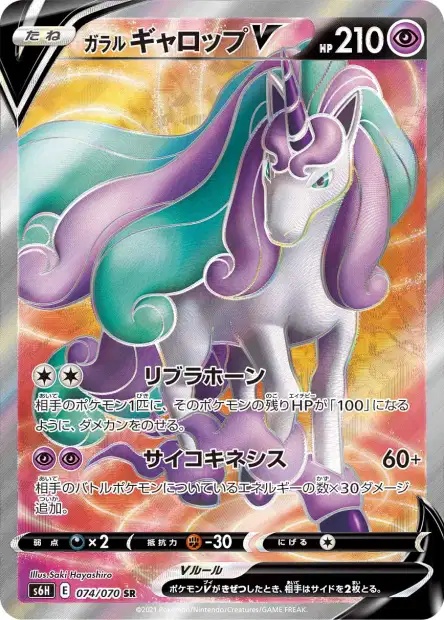 たね
ガラル ギャロップV
HP 210
リブラホーン
相手のポケモン1匹に、そのポケモンの残りHPが「100」になる
ように、ダメカンをのせる。
サイコキネシス 60+
相手のバトルポケモンについているエネルギーの数×30ダメージ
追加。
弱点 ×2 抵抗力 -30 にげる
Illus. Saki Hayashiro
Vルール
s6H E 074/070 SR
ポケモンVがきぜつしたとき、相手はサイドを2枚とる。
©2021 Pokémon/Nintendo/Creatures/GAME FREAK.